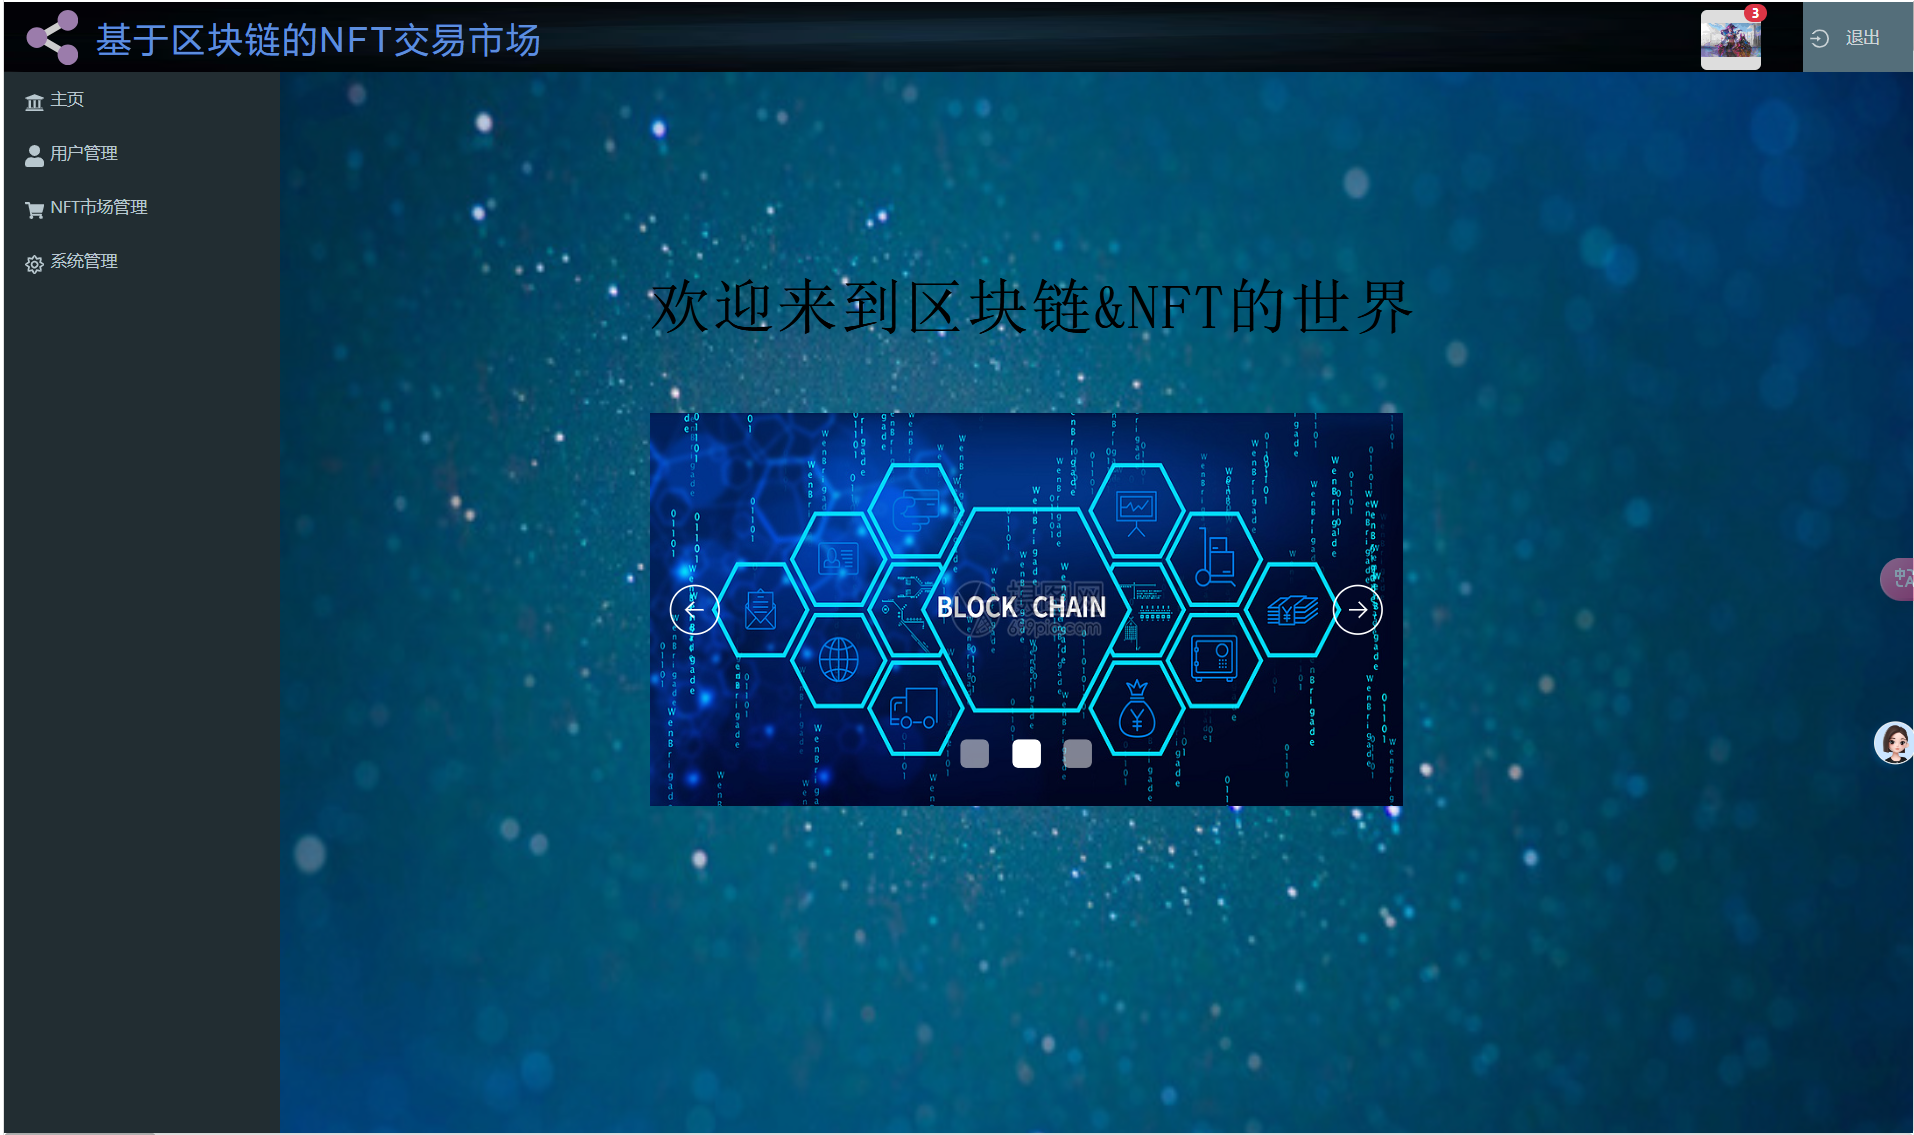 基于区块链的NFT交易市场
3
退出
主页
用户管理
NFT市场管理
系统管理
欢迎来到区块链&NFT的世界
BLOCK CHAIN
699pic.com